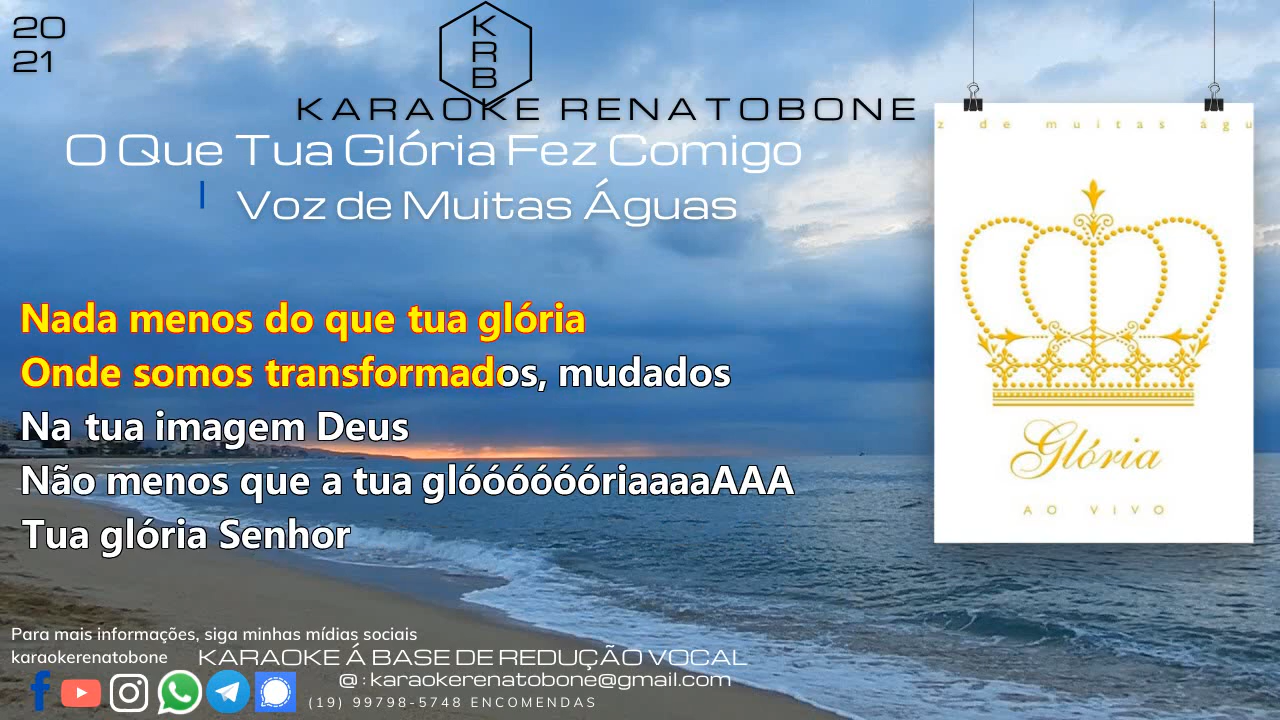 20
21
K
R
B
KARAOKE RENATOBONE
O Que Tua Glória Fez Comigo
Voz de Muitas Águas
z de muitas águ
Nada menos do que tua glória
Onde somos transformados, mudados
Na tua imagem Deus
Não menos que a tua glóóóóóóriaaaaAAA
Tua glória Senhor
Glória
AO VIVO
Para mais informações, siga minhas mídias sociais
karaokerenatobone
KARAOKE Á BASE DE REDUÇÃO VOCAL
@ : karaokerenatobone@gmail.com
(19) 99798-5748 ENCOMENDAS